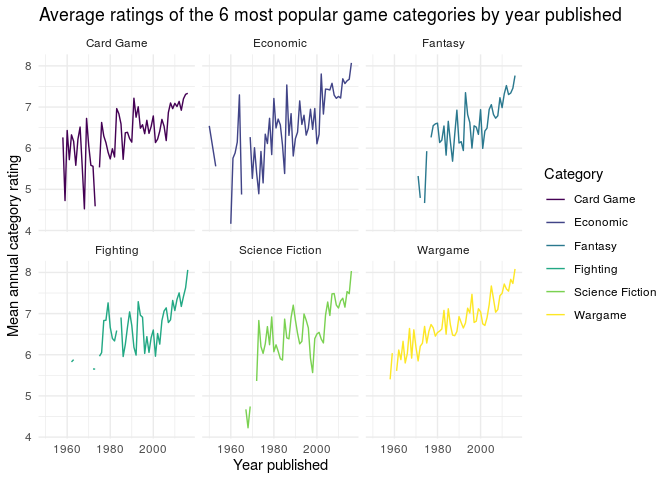 Average ratings of the 6 most popular game categories by year published
Card Game
Economic
Fantasy
8
7
6
5
4
Fighting
Science Fiction
Wargame
8
7
6
5
4
1960
1980
2000
1960
1980
2000
1960
1980
2000
Year published
Mean annual category rating
Category
Card Game
Economic
Fantasy
Fighting
Science Fiction
Wargame